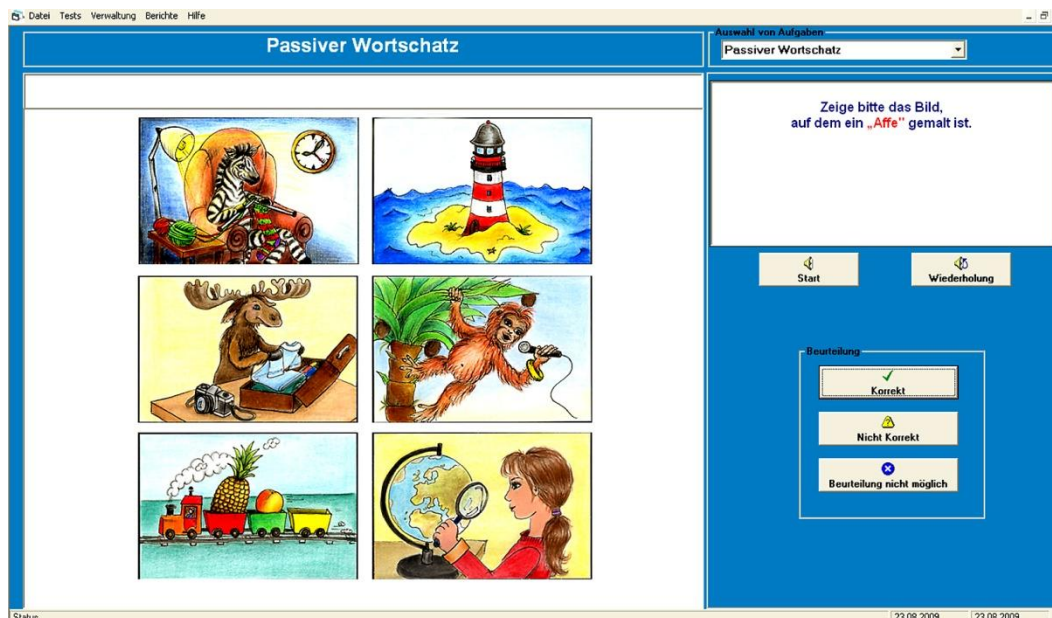 Datei Tests Verwaltung Berichte Hilfe
Passiver Wortschatz
Auswahl von Aufgaben
Passiver Wortschatz
Zeige bitte das Bild,
auf dem ein „Affe" gemalt ist.
Start
Wiederholung
Beurteilung
Korrekt
Nicht Korrekt
Beurteilung nicht möglich
Status
23.08.2009 23.08.2009